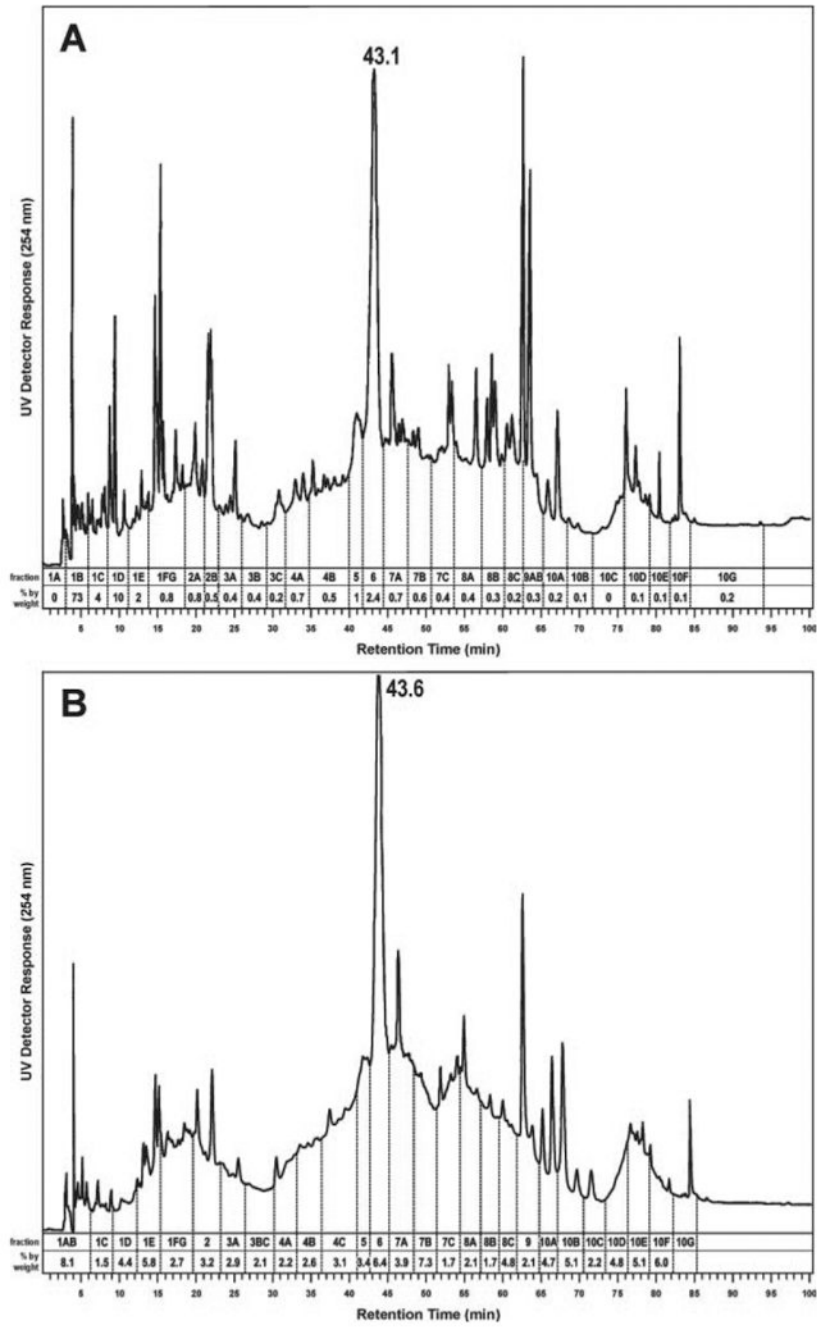 A
43.1
UV Detector Response (254 nm)
fraction 1A 1B 1C 1D 1E 1FG 2A 2B 3A 3B 3C 4A 4B 5 6 7A 7B 7C 8A 8B 8C 9AB 10A 10B 10C 10D 10E 10F 10G
% by weight 0 73 4 10 2 0.8 0.8 0.5 0.4 0.4 0.2 0.7 0.5 1 2.4 0.7 0.6 0.4 0.4 0.3 0.2 0.3 0.2 0.1 0 0.1 0.1 0.1 0.2
5 10 15 20 25 30 35 40 45 50 55 60 65 70 75 80 85 90 95 100
Retention Time (min)
B
43.6
UV Detector Response (254 nm)
fraction 1AB 1C 1D 1E 1FG 2 3A 3BC 4A 4B 4C 5 6 7A 7B 7C 8A 8B 8C 9 10A 10B 10C 10D 10E 10F 10G
% by weight 8.1 1.5 4.4 5.8 2.7 3.2 2.9 2.1 2.2 2.6 3.1 3.4 6.4 3.9 7.3 1.7 2.1 1.7 4.8 2.1 4.7 5.1 2.2 4.8 5.1 6.0
5 10 15 20 25 30 35 40 45 50 55 60 65 70 75 80 85 90 95 100
Retention Time (min)